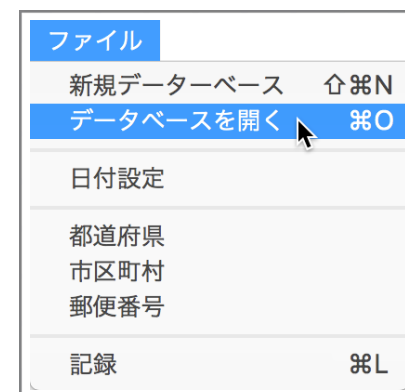 ファイル
新規データーベース ⇧⌘N
データベースを開く ⌘O
日付設定
都道府県
市区町村
郵便番号
記録 ⌘L